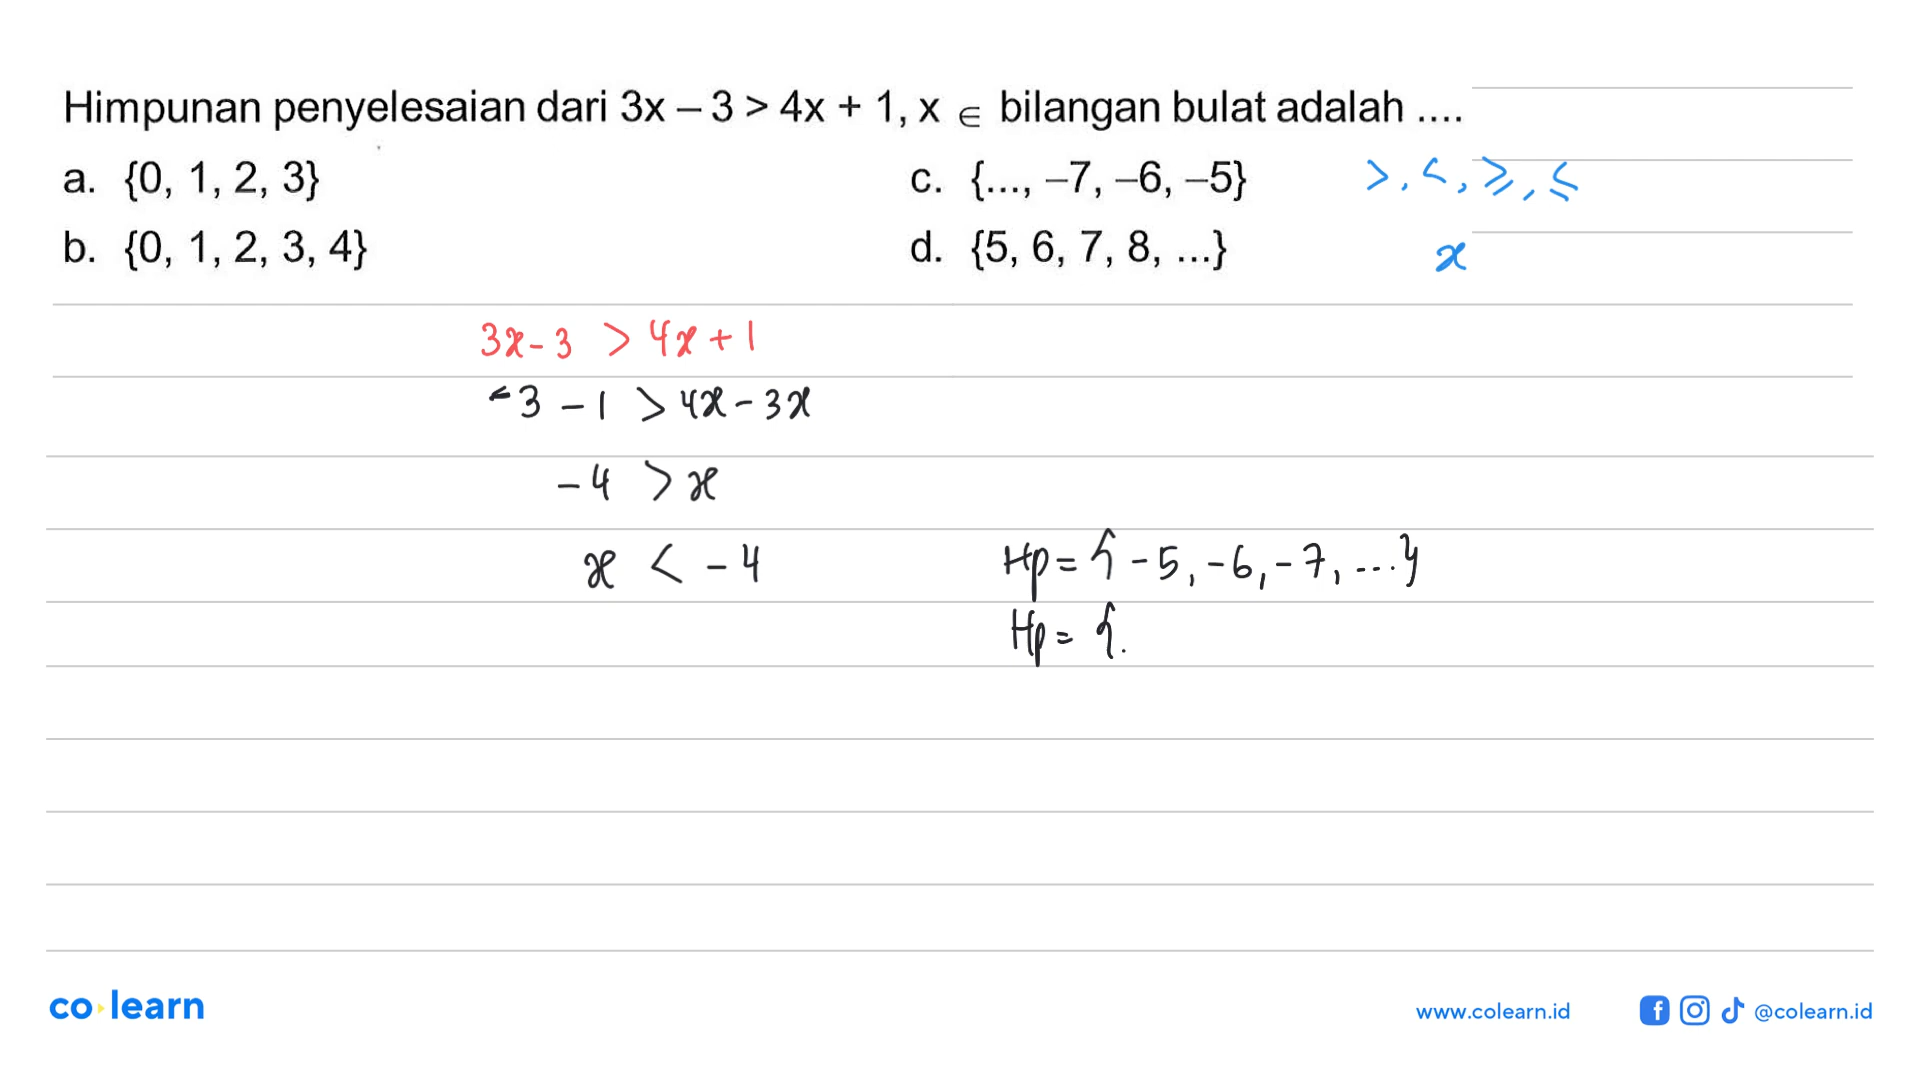 Himpunan penyelesaian dari 3x – 3 > 4x + 1, x ∈ bilangan bulat adalah ....
a. {0, 1, 2, 3}
c. {..., –7, –6, –5}
>, <, ⩾, ⩽
b. {0, 1, 2, 3, 4}
d. {5, 6, 7, 8, ...}
x
3x - 3 > 4x + 1
-3 - 1 > 4x - 3x
-4 > x
x < -4
Hp = { -5, -6, -7, ...}
Hp = {.
co learn
www.colearn.id
@colearn.id